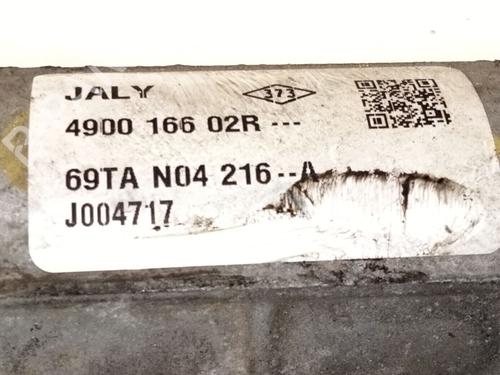 JALY
373
4900 166 02R ---
69TA N04 216--A
J004717